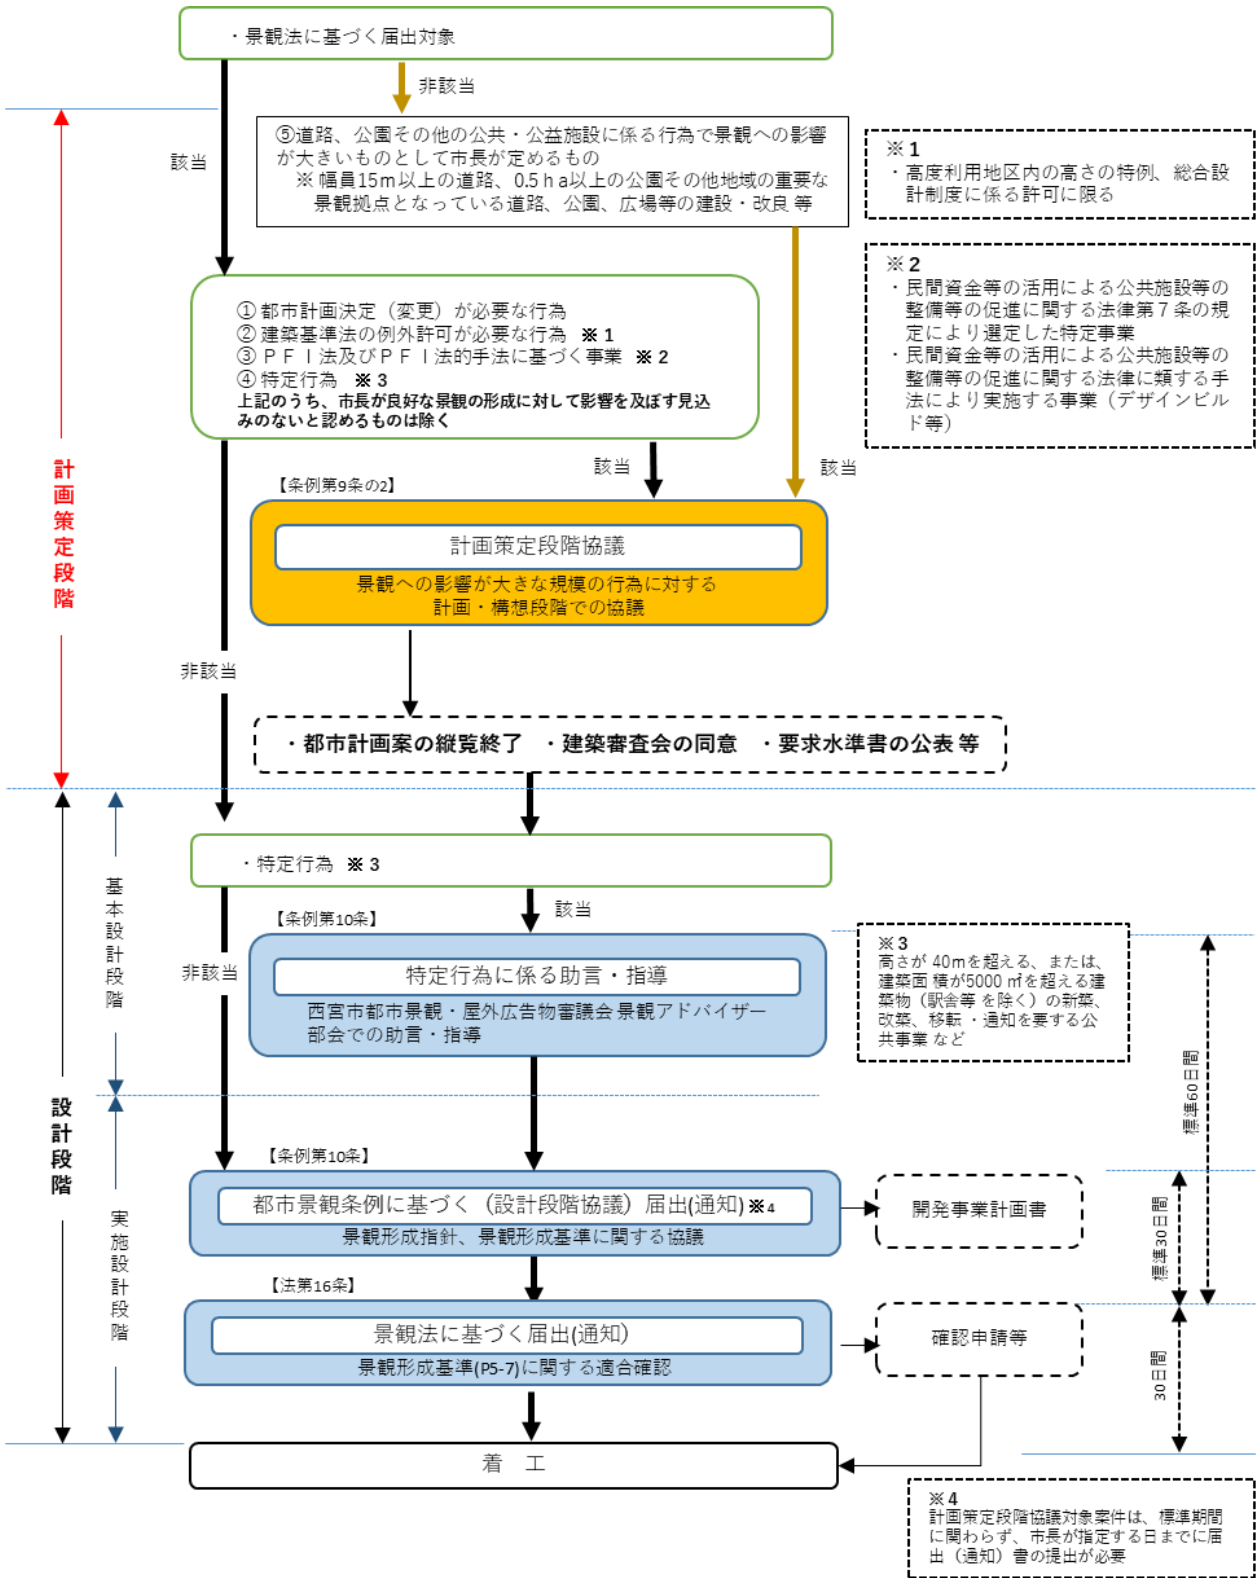 ・景観法に基づく届出対象
非該当
該当
⑤道路、公園その他の公共・公益施設に係る行為で景観への影響
が大きいものとして市長が定めるもの
※ 幅員15m以上の道路、0.5ha以上の公園その他地域の重要な
景観拠点となっている道路、公園、広場等の建設・改良 等
※1
・高度利用地区内の高さの特例、総合設
計制度に係る許可に限る
※2
・民間資金等の活用による公共施設等の
整備等の促進に関する法律第7条の規
定により選定した特定事業
・民間資金等の活用による公共施設等の
整備等の促進に関する法律に類する手
法により実施する事業（デザインビル
ド等）
① 都市計画決定（変更）が必要な行為
② 建築基準法の例外許可が必要な行為 ※1
③ PFI法及びPFI法的手法に基づく事業 ※2
④ 特定行為 ※3
上記のうち、市長が良好な景観の形成に対して影響を及ぼす見込
みのないと認めるものは除く
該当
該当
計画策定段階
【条例第9条の2】
計画策定段階協議
景観への影響が大きな規模の行為に対する
計画・構想段階での協議
非該当
・都市計画案の縦覧終了 ・建築審査会の同意 ・要求水準書の公表 等
・特定行為 ※3
該当
【条例第10条】
非該当
特定行為に係る助言・指導
西宮市都市景観・屋外広告物審議会 景観アドバイザー
部会での助言・指導
※3
高さが 40mを超える、または、
建築面 積が5000 ㎡を超える建
築物（駅舎等 を除く）の新築、
改築、移転 ・通知を要する公
共事業 など
基本設計段階
設計段階
実施設計段階
標準60日間
【条例第10条】
都市景観条例に基づく（設計段階協議）届出(通知)※4
景観形成指針、景観形成基準に関する協議
開発事業計画書
標準30日間
【法第16条】
景観法に基づく届出(通知)
景観形成基準(P5-7)に関する適合確認
確認申請等
30日間
着 工
※4
計画策定段階協議対象案件は、標準期間
に関わらず、市長が指定する日までに届
出（通知）書の提出が必要